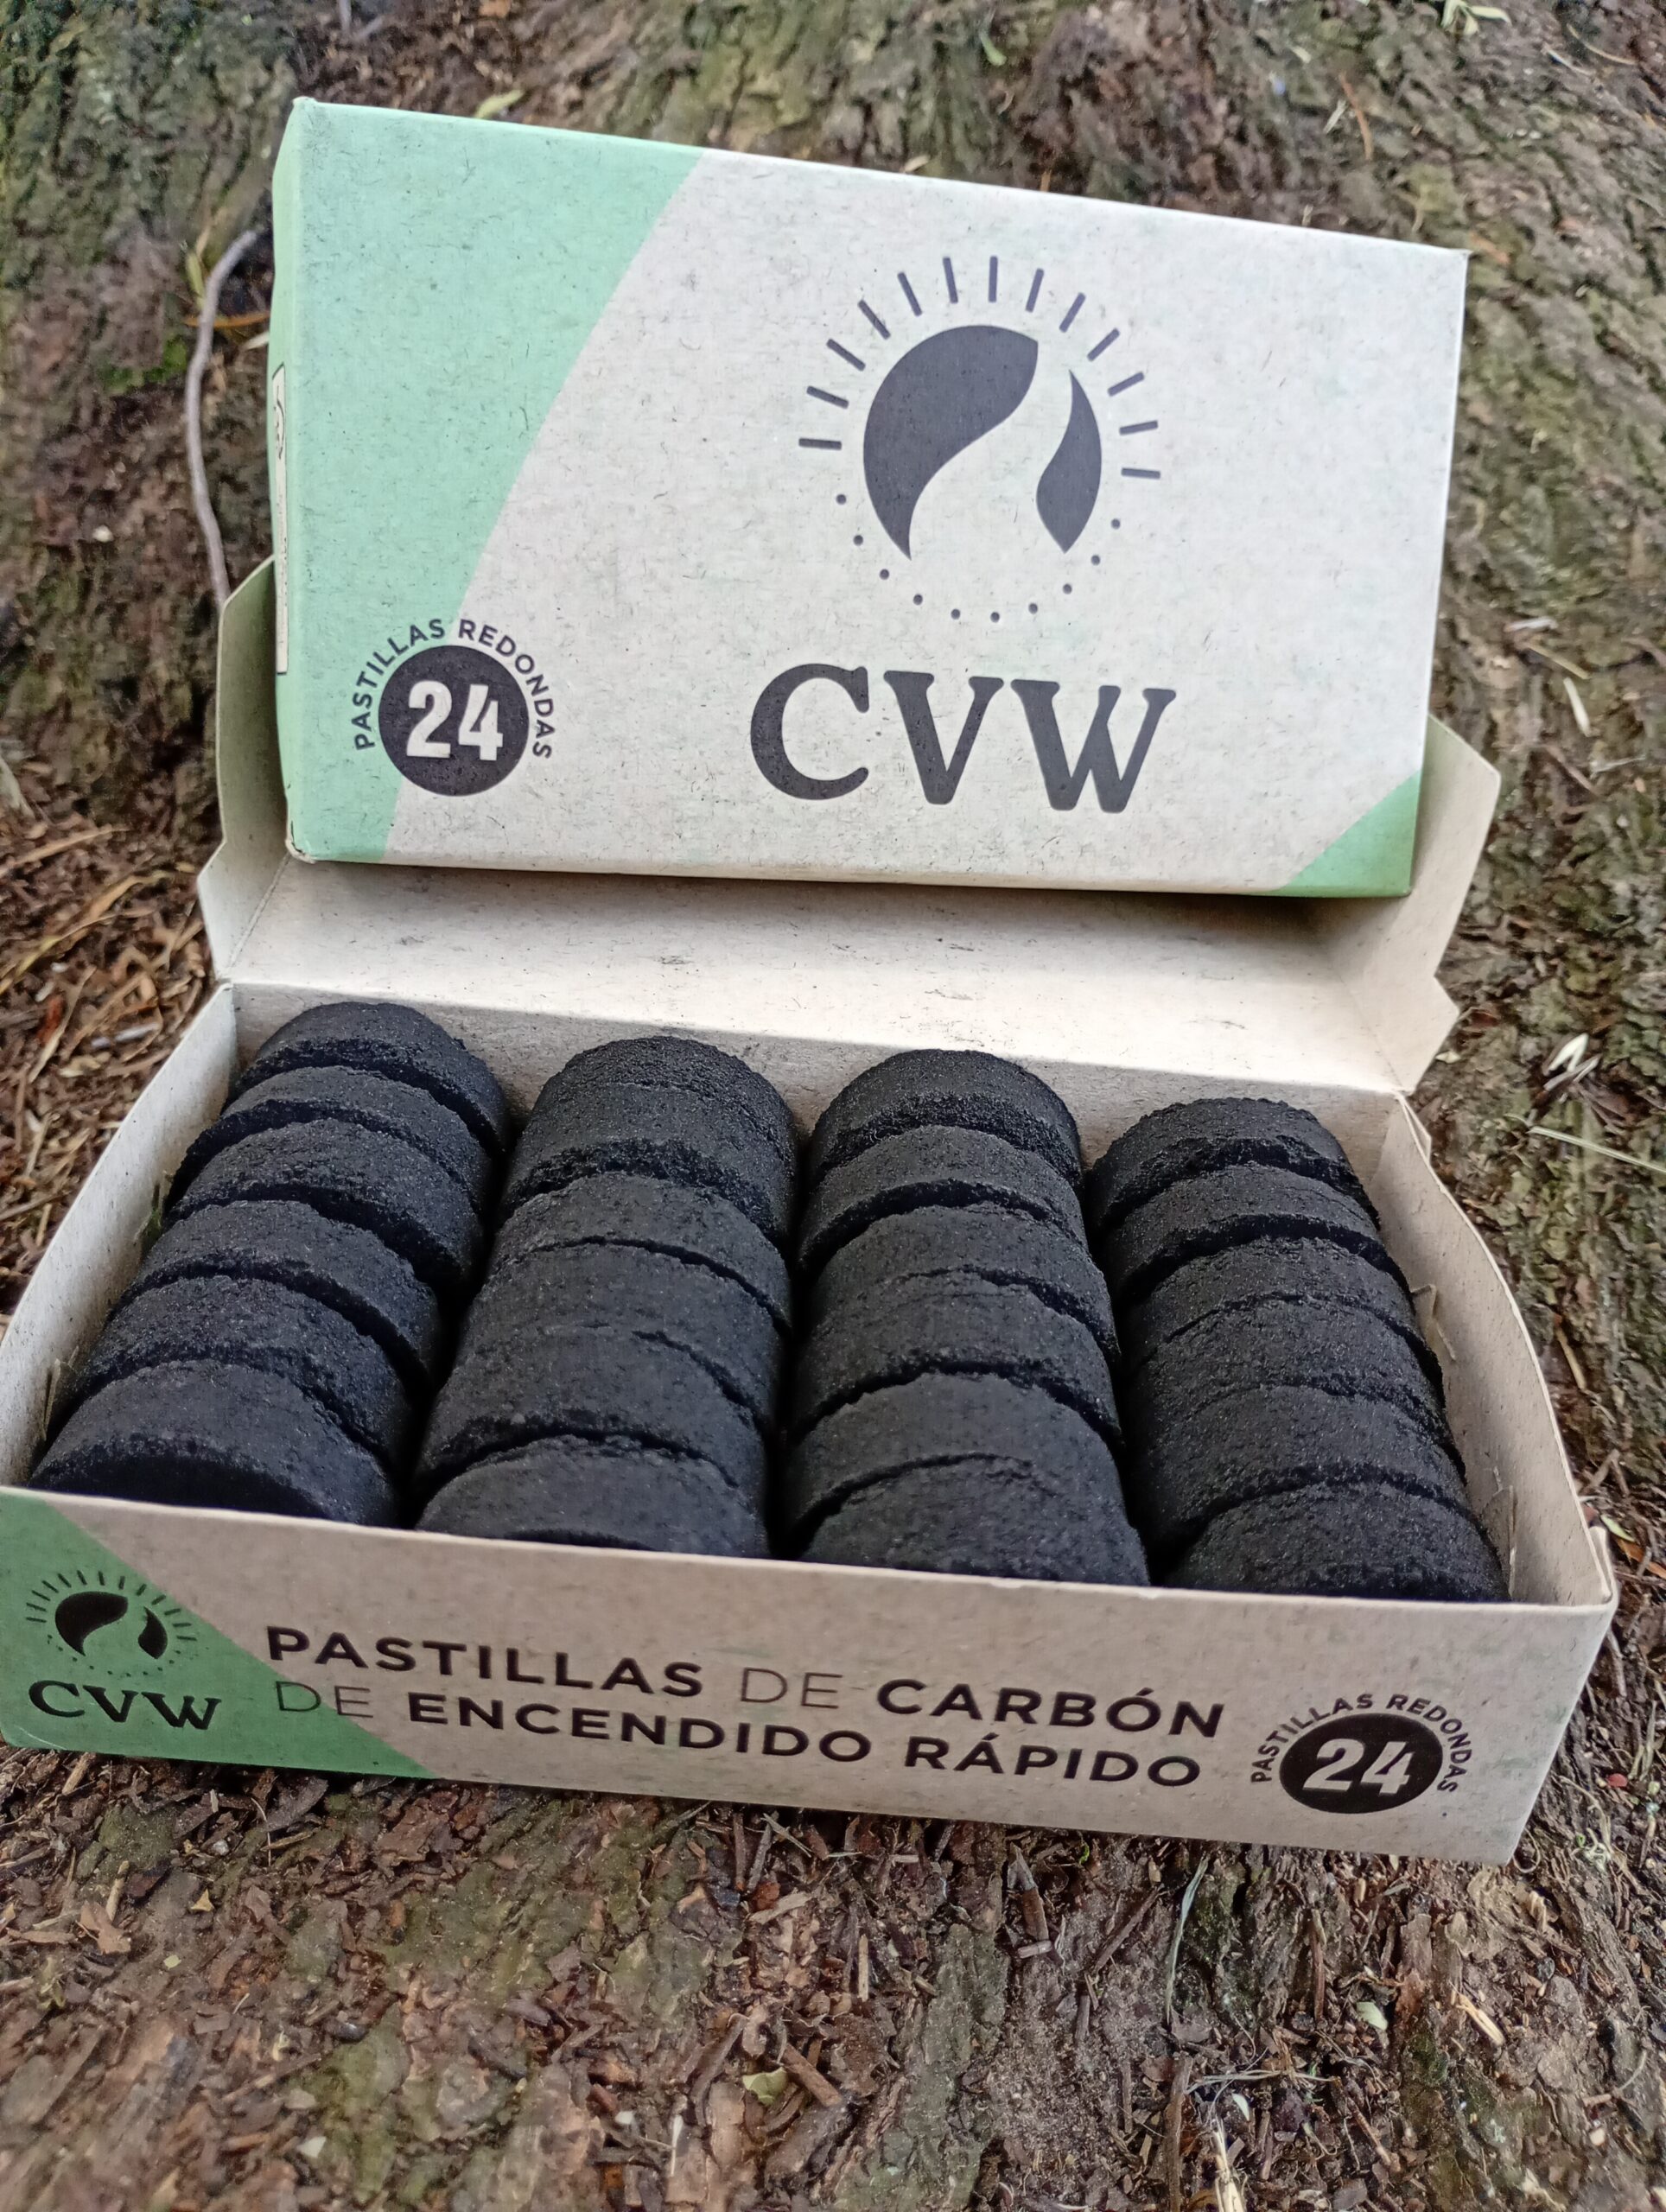 PASTILLAS REDONDAS
24
CVW
CVW
PASTILLAS DE CARBÓN
DE ENCENDIDO RÁPIDO
PASTILLAS REDONDAS
24